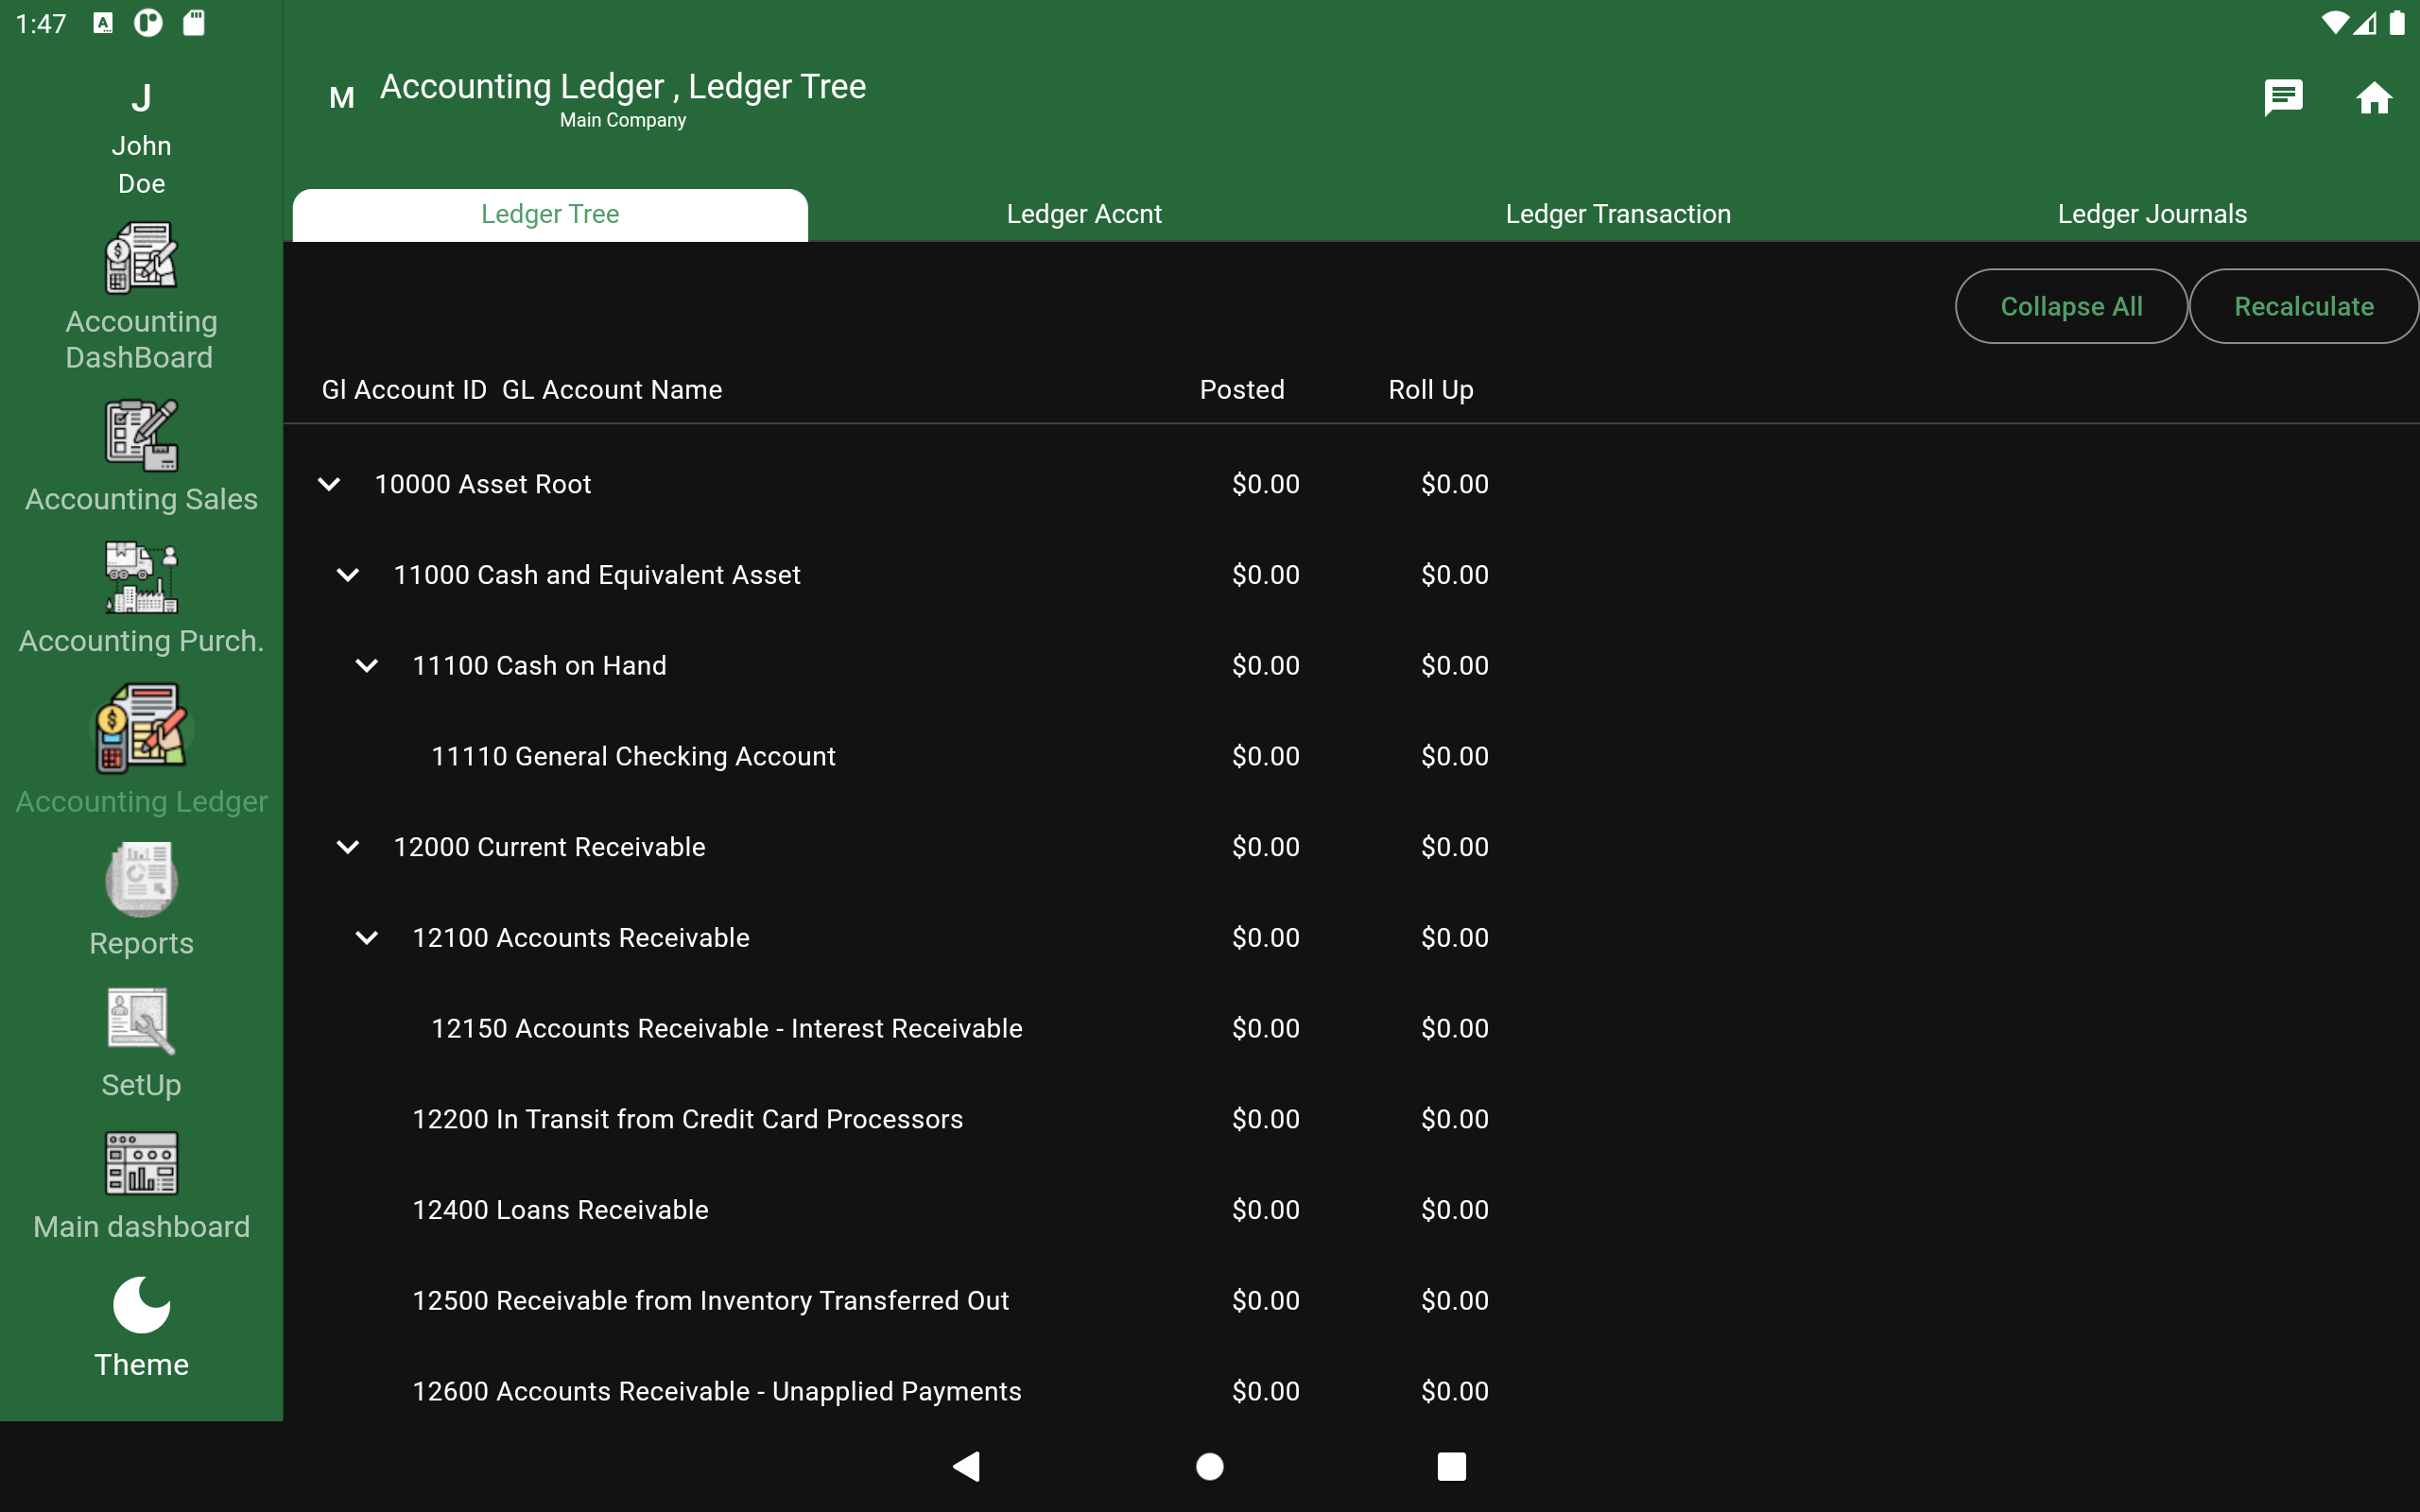 1:47
J
John
Doe
Accounting
DashBoard
Accounting Sales
Accounting Purch.
Accounting Ledger
Reports
SetUp
Main dashboard
Theme
M
Accounting Ledger , Ledger Tree
Main Company
Ledger Tree Ledger Accnt Ledger Transaction Ledger Journals
Collapse All Recalculate
Gl Account ID GL Account Name Posted Roll Up
10000 Asset Root $0.00 $0.00
11000 Cash and Equivalent Asset $0.00 $0.00
11100 Cash on Hand $0.00 $0.00
11110 General Checking Account $0.00 $0.00
12000 Current Receivable $0.00 $0.00
12100 Accounts Receivable $0.00 $0.00
12150 Accounts Receivable - Interest Receivable $0.00 $0.00
12200 In Transit from Credit Card Processors $0.00 $0.00
12400 Loans Receivable $0.00 $0.00
12500 Receivable from Inventory Transferred Out $0.00 $0.00
12600 Accounts Receivable - Unapplied Payments $0.00 $0.00